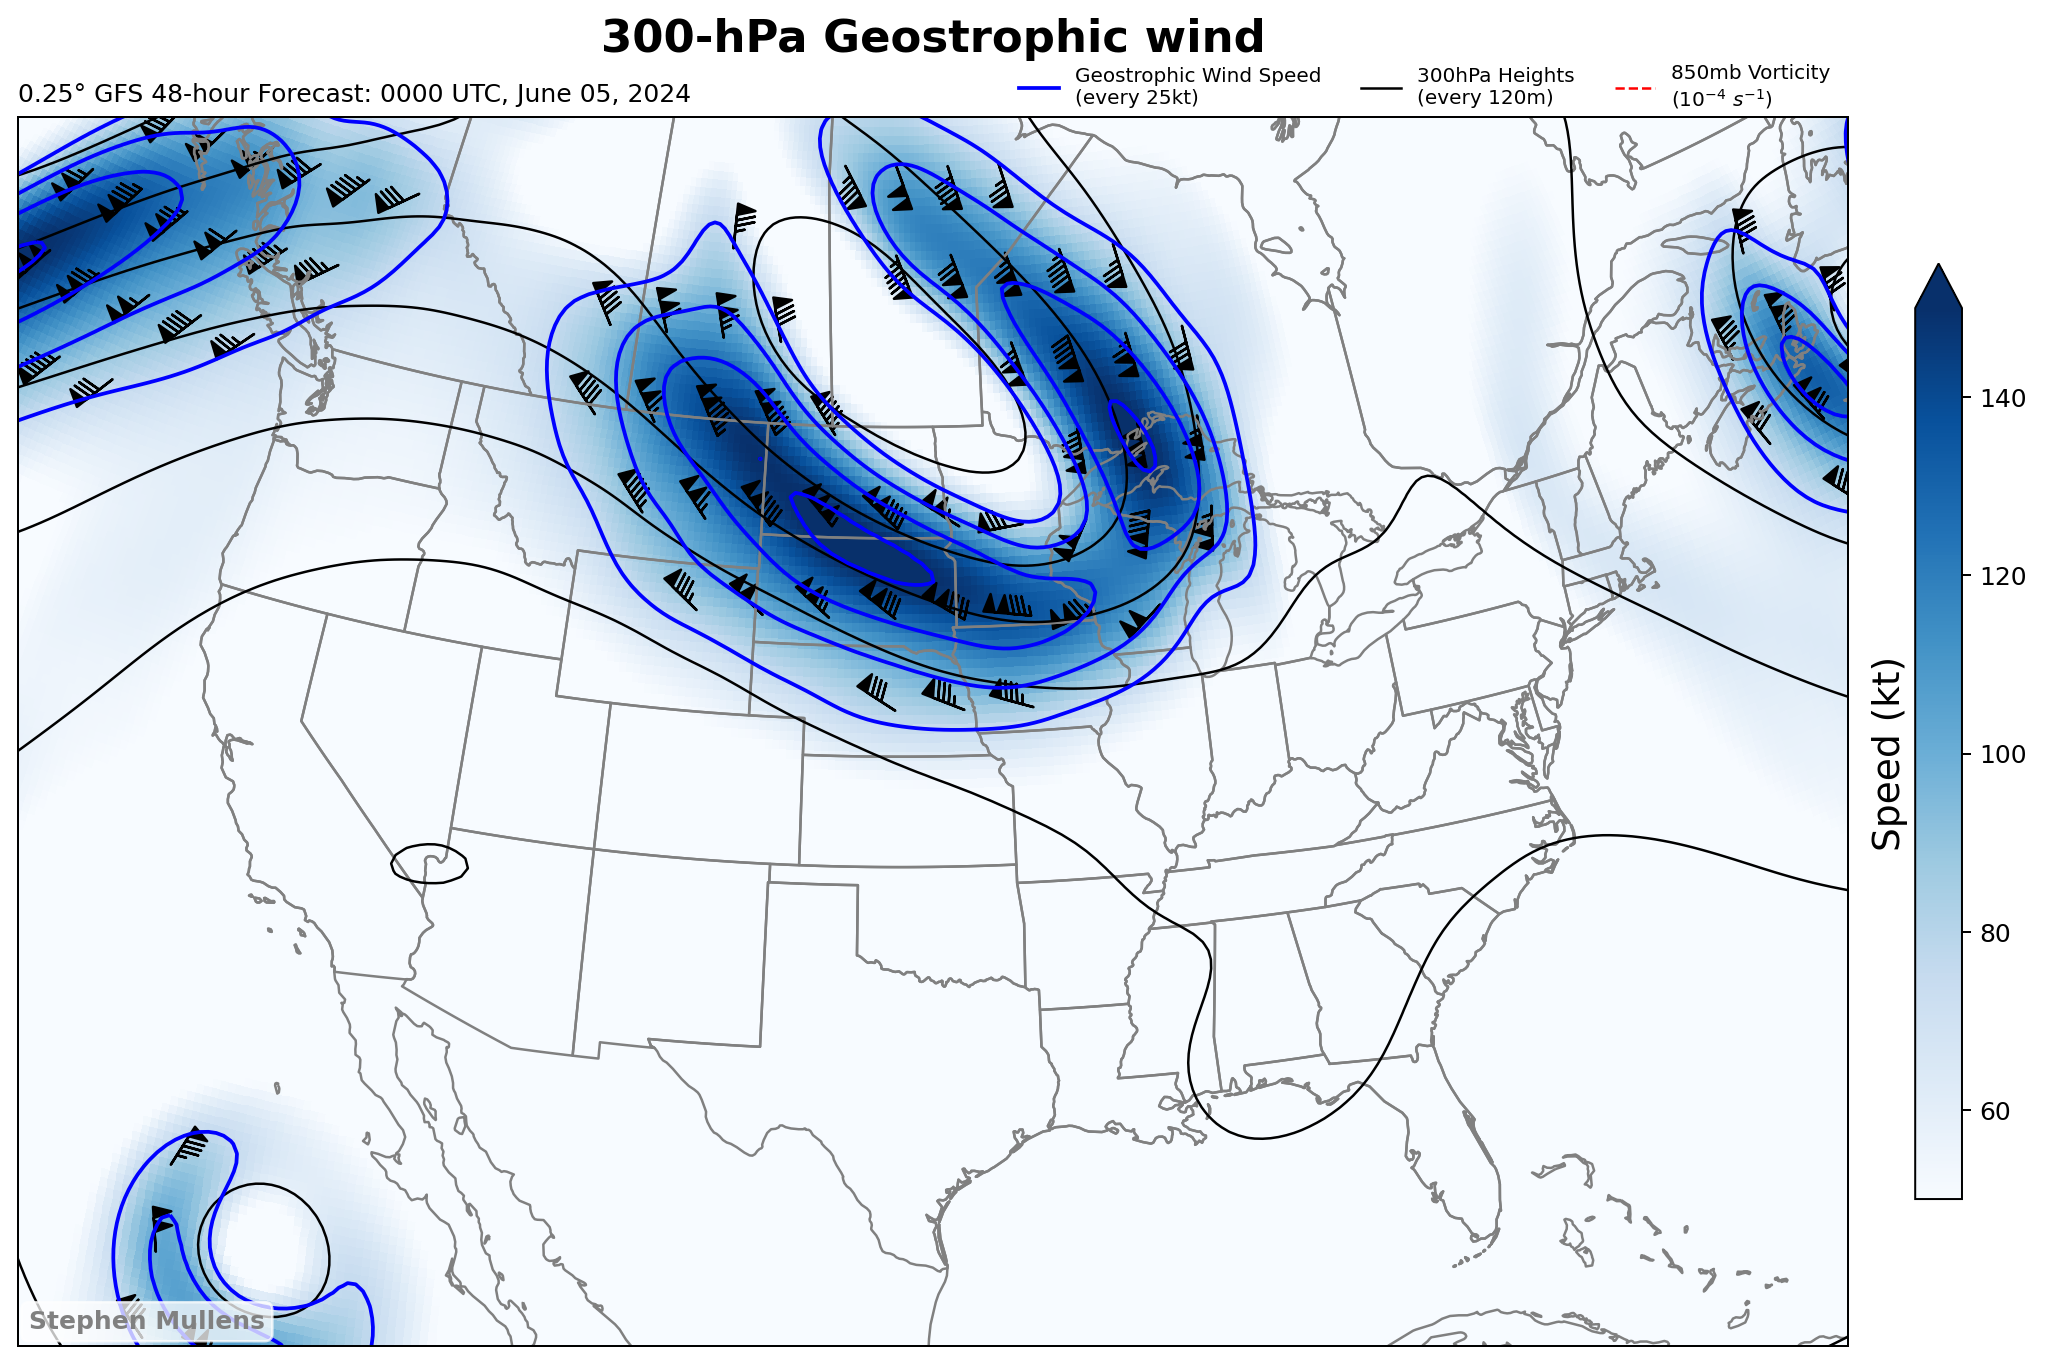 300-hPa Geostrophic wind
0.25° GFS 48-hour Forecast: 0000 UTC, June 05, 2024
Geostrophic Wind Speed
(every 25kt)
300hPa Heights
(every 120m)
850mb Vorticity
(10⁻⁴ s⁻¹)
140
120
100
80
60
Speed (kt)
Stephen Mullens